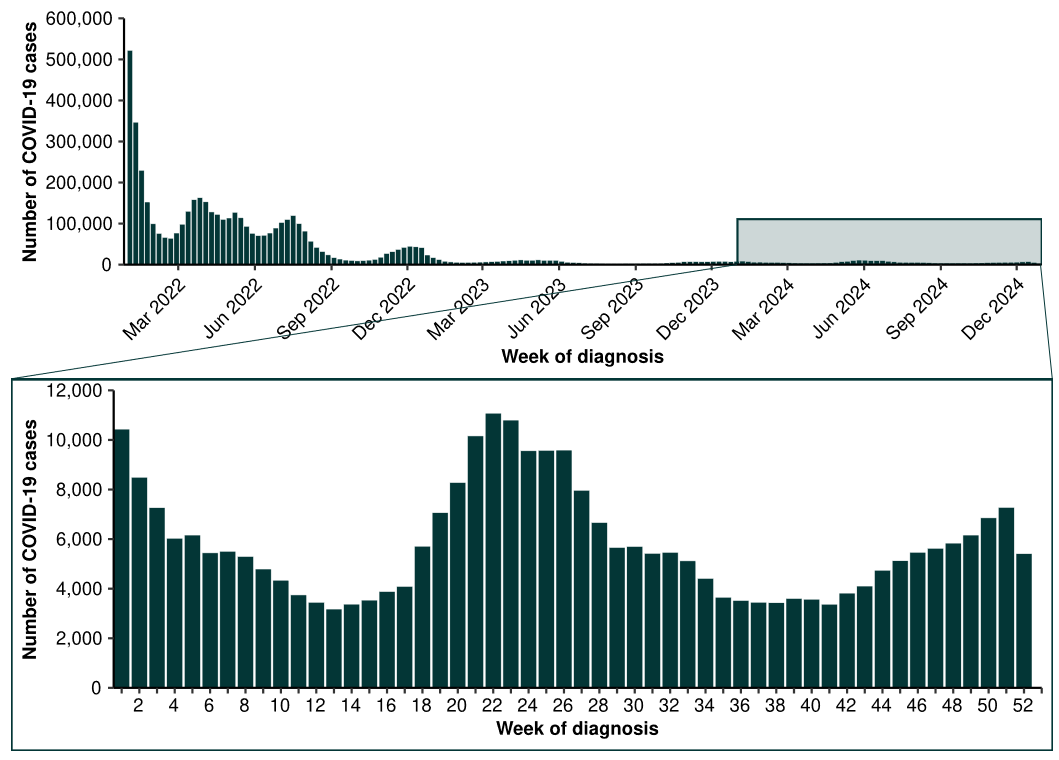 Number of COVID-19 cases
600,000
500,000
400,000
300,000
200,000
100,000
0
Mar 2022
Jun 2022
Sep 2022
Dec 2022
Mar 2023
Jun 2023
Sep 2023
Dec 2023
Mar 2024
Jun 2024
Sep 2024
Dec 2024
Week of diagnosis
Number of COVID-19 cases
12,000
10,000
8,000
6,000
4,000
2,000
0
2 4 6 8 10 12 14 16 18 20 22 24 26 28 30 32 34 36 38 40 42 44 46 48 50 52
Week of diagnosis